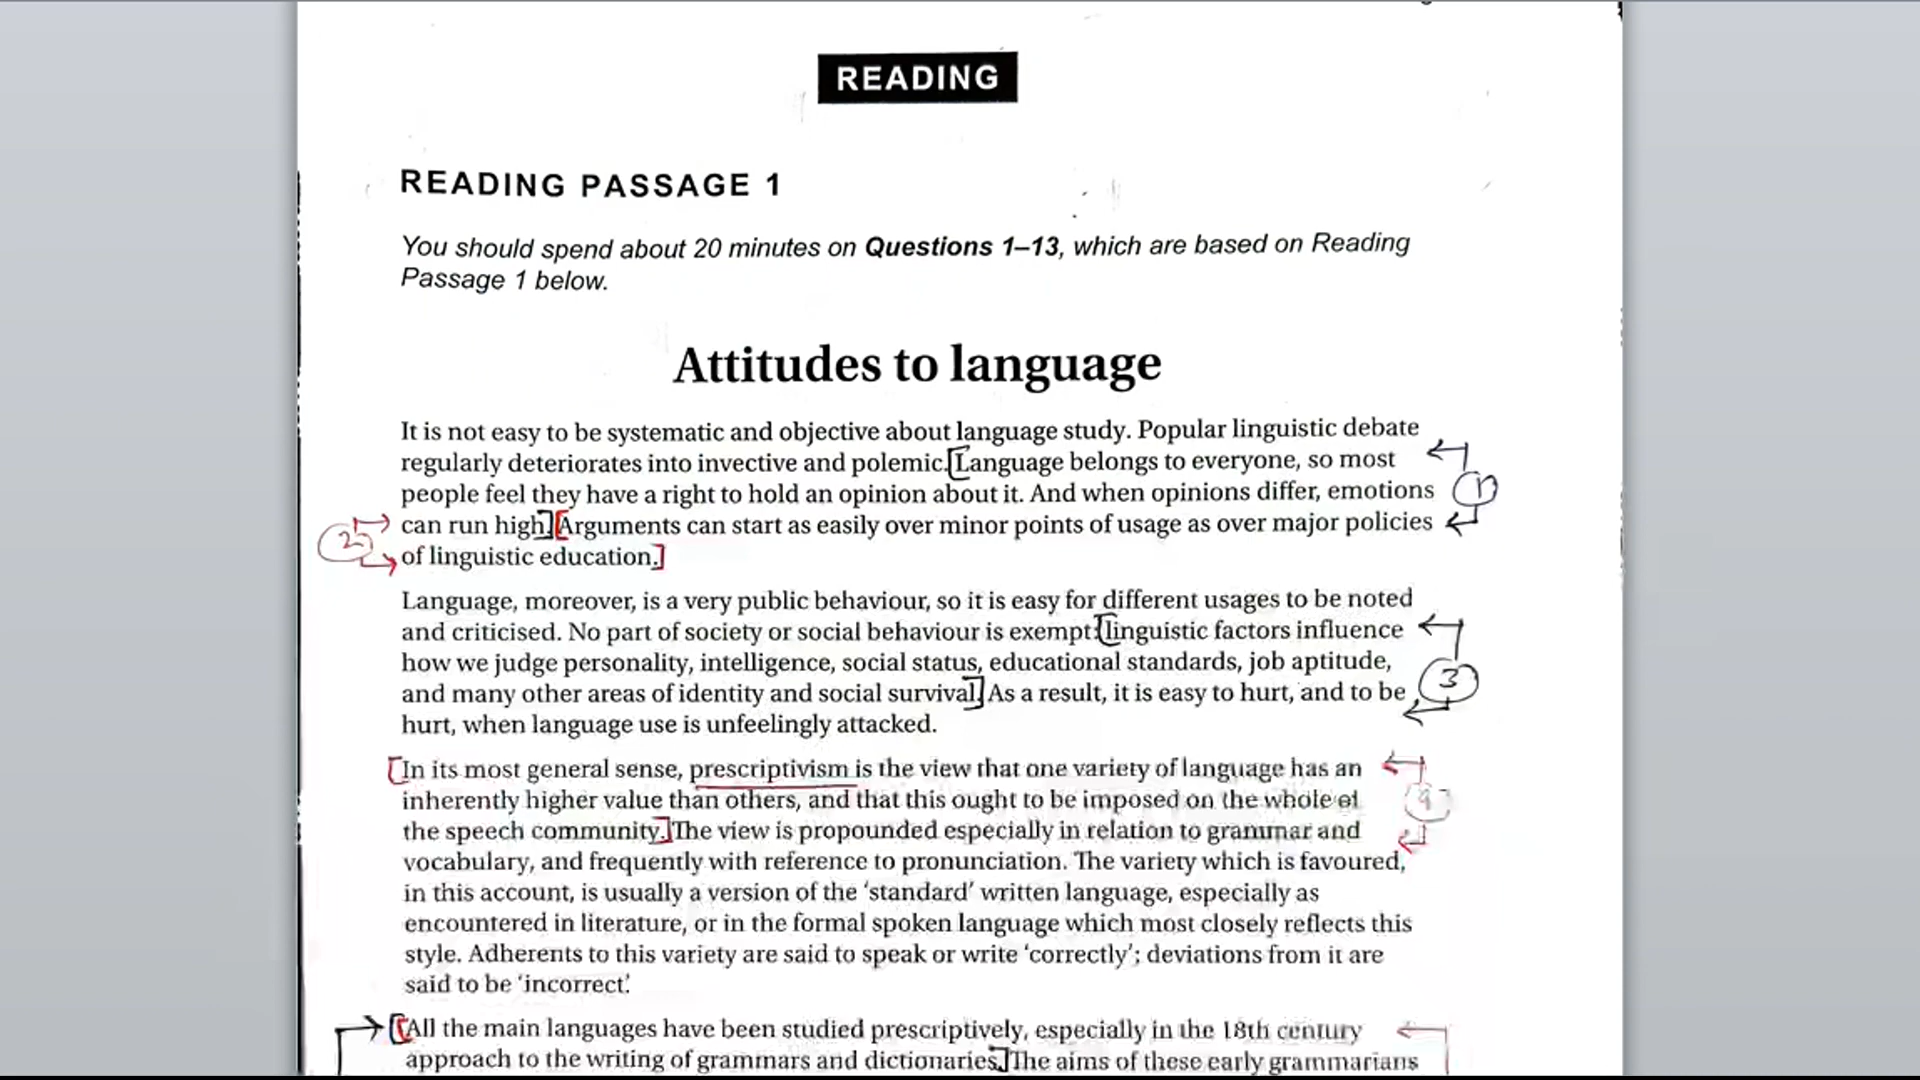 READING
READING PASSAGE 1
You should spend about 20 minutes on Questions 1–13, which are based on Reading
Passage 1 below.
Attitudes to language
It is not easy to be systematic and objective about language study. Popular linguistic debate
regularly deteriorates into invective and polemic. [Language belongs to everyone, so most
people feel they have a right to hold an opinion about it. And when opinions differ, emotions
1
can run high.] [Arguments can start as easily over minor points of usage as over major policies
2
of linguistic education.]
Language, moreover, is a very public behaviour, so it is easy for different usages to be noted
and criticised. No part of society or social behaviour is exempt: [linguistic factors influence
how we judge personality, intelligence, social status, educational standards, job aptitude,
3
and many other areas of identity and social survival.] As a result, it is easy to hurt, and to be
hurt, when language use is unfeelingly attacked.
[In its most general sense, prescriptivism is the view that one variety of language has an
inherently higher value than others, and that this ought to be imposed on the whole of
the speech community.] The view is propounded especially in relation to grammar and
vocabulary, and frequently with reference to pronunciation. The variety which is favoured,
in this account, is usually a version of the ‘standard’ written language, especially as
encountered in literature, or in the formal spoken language which most closely reflects this
style. Adherents to this variety are said to speak or write ‘correctly’; deviations from it are
said to be ‘incorrect’.
[All the main languages have been studied prescriptively, especially in the 18th century
approach to the writing of grammars and dictionaries.] The aims of these early grammarians